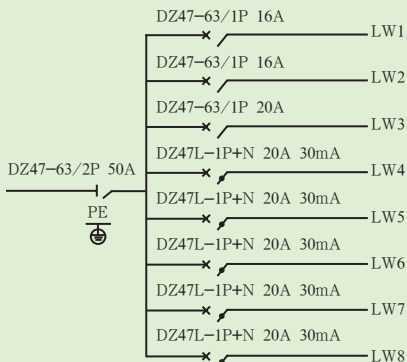 DZ47-63/1P 16A
LW1
DZ47-63/1P 16A
LW2
DZ47-63/1P 20A
LW3
DZ47-63/2P 50A
DZ47L-1P+N 20A 30mA
LW4
PE
DZ47L-1P+N 20A 30mA
LW5
DZ47L-1P+N 20A 30mA
LW6
DZ47L-1P+N 20A 30mA
LW7
DZ47L-1P+N 20A 30mA
LW8